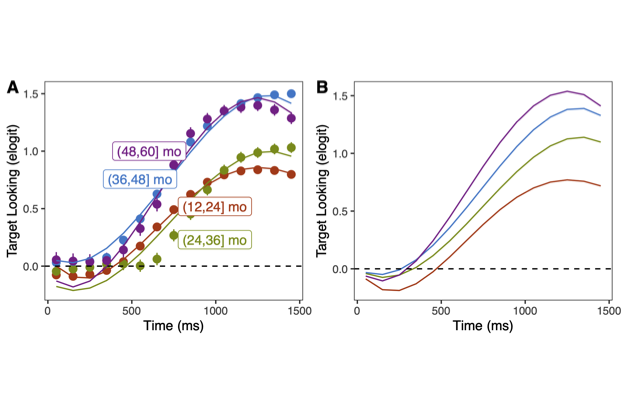 A
Target Looking (elogit)
1.5
1.0
0.5
0.0
(48,60] mo
(36,48] mo
(12,24] mo
(24,36] mo
0
500
1000
1500
Time (ms)
B
Target Looking (elogit)
1.5
1.0
0.5
0.0
0
500
1000
1500
Time (ms)